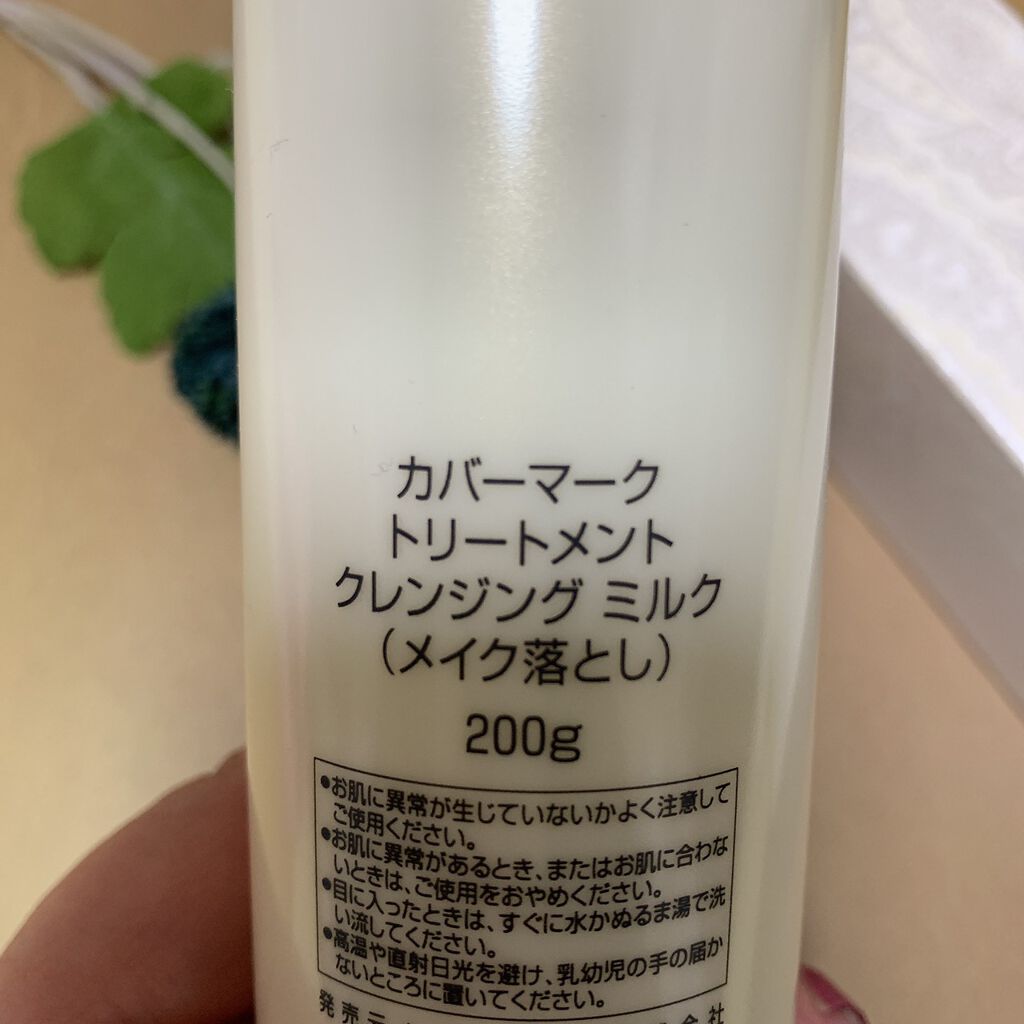 カバーマーク
トリートメント
クレンジング ミルク
（メイク落とし）
200g
●お肌に異常が生じていないかよく注意して
ご使用ください。
●お肌に異常があるとき、またはお肌に合わな
いときは、ご使用をおやめください。
●目に入ったときは、すぐに水かぬるま湯で洗
い流してください。
●高温や直射日光を避け、乳幼児の手の届か
ないところに置いてください。
発売元